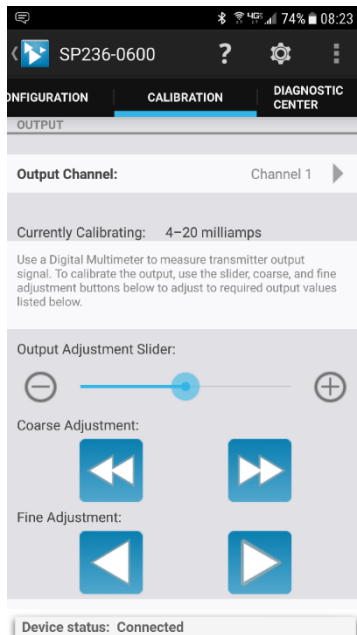 4GE 74% 08:23
SP236-0600 ?
ONFIGURATION CALIBRATION DIAGNOSTIC
CENTER
OUTPUT
Output Channel: Channel 1
Currently Calibrating: 4–20 milliamps
Use a Digital Multimeter to measure transmitter output
signal. To calibrate the output, use the slider, coarse, and fine
adjustment buttons below to adjust to required output values
listed below.
Output Adjustment Slider:
Coarse Adjustment:
Fine Adjustment:
Device status: Connected